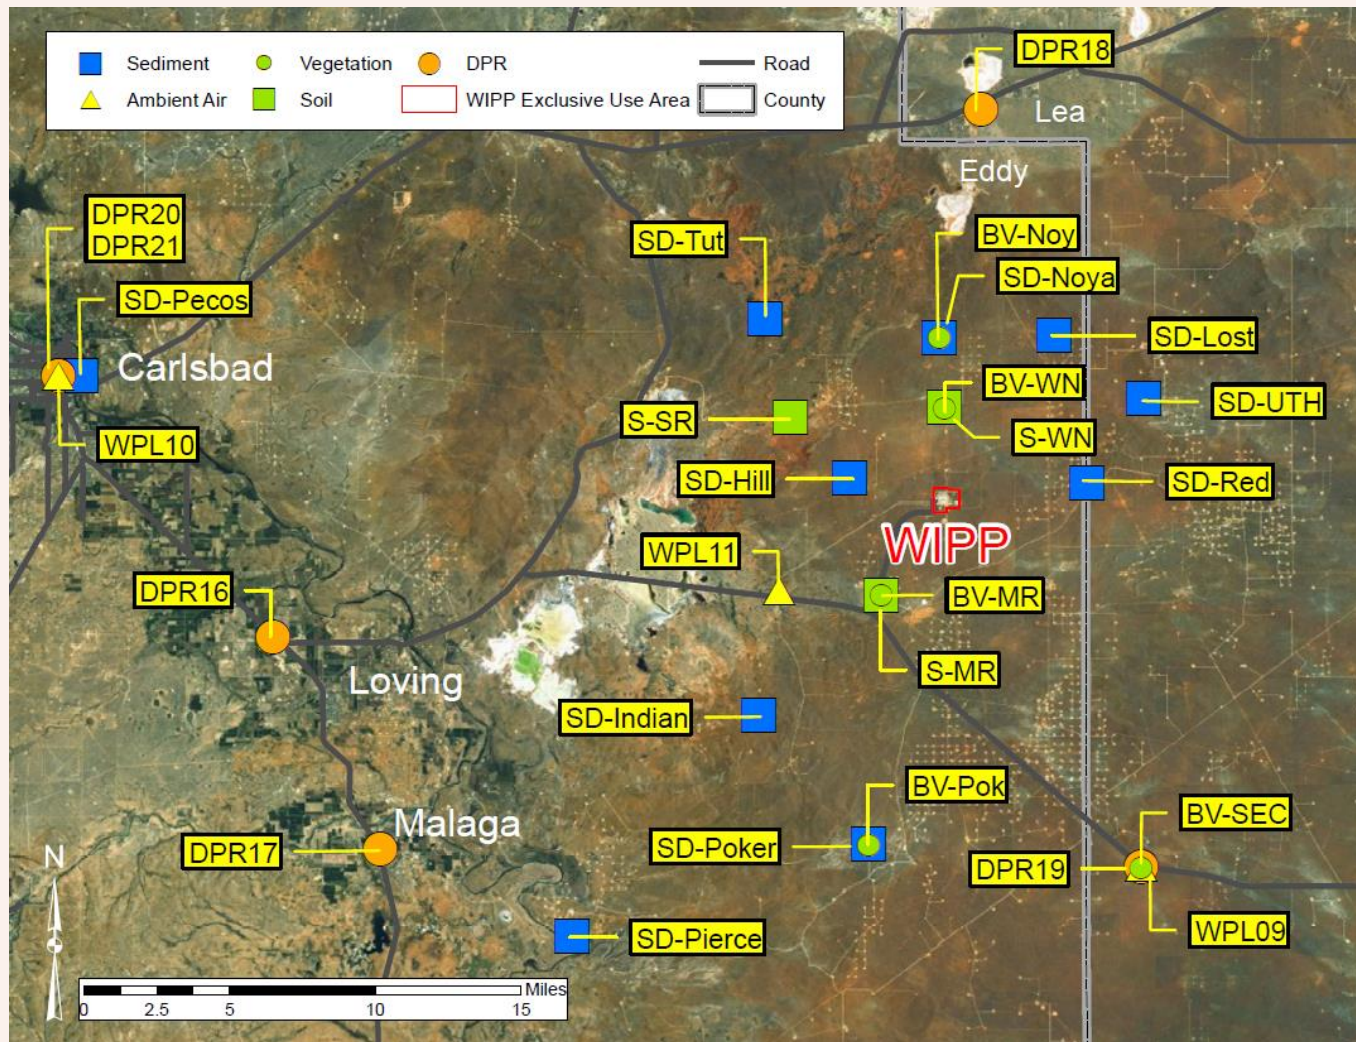 Sediment
Vegetation
DPR
Road
Ambient Air
Soil
WIPP Exclusive Use Area
County
DPR18
Lea
Eddy
DPR20
DPR21
SD-Tut
BV-Noy
SD-Noya
SD-Pecos
SD-Lost
Carlsbad
BV-WN
SD-UTH
S-SR
S-WN
WPL10
SD-Hill
SD-Red
WIPP
WPL11
DPR16
BV-MR
S-MR
Loving
SD-Indian
BV-Pok
BV-SEC
Malaga
SD-Poker
DPR17
DPR19
N
WPL09
SD-Pierce
Miles
0 2.5 5 10 15